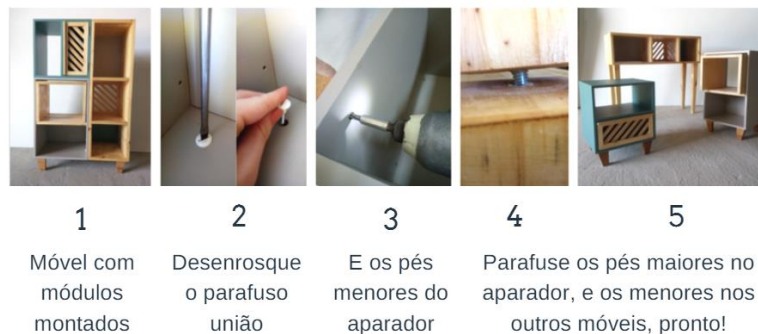 1
Móvel com
módulos
montados
2
Desenrosque
o parafuso
união
3
E os pés
menores do
aparador
4
5
Parafuse os pés maiores no
aparador, e os menores nos
outros móveis, pronto!